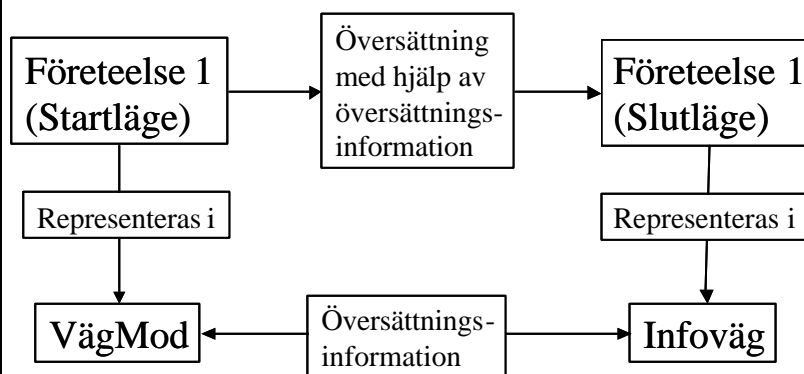 Företeelse 1
(Startläge)
Översättning
med hjälp av
översättnings-
information
Företeelse 1
(Slutläge)
Representeras i
Representeras i
VägMod
Översättnings-
information
Infoväg